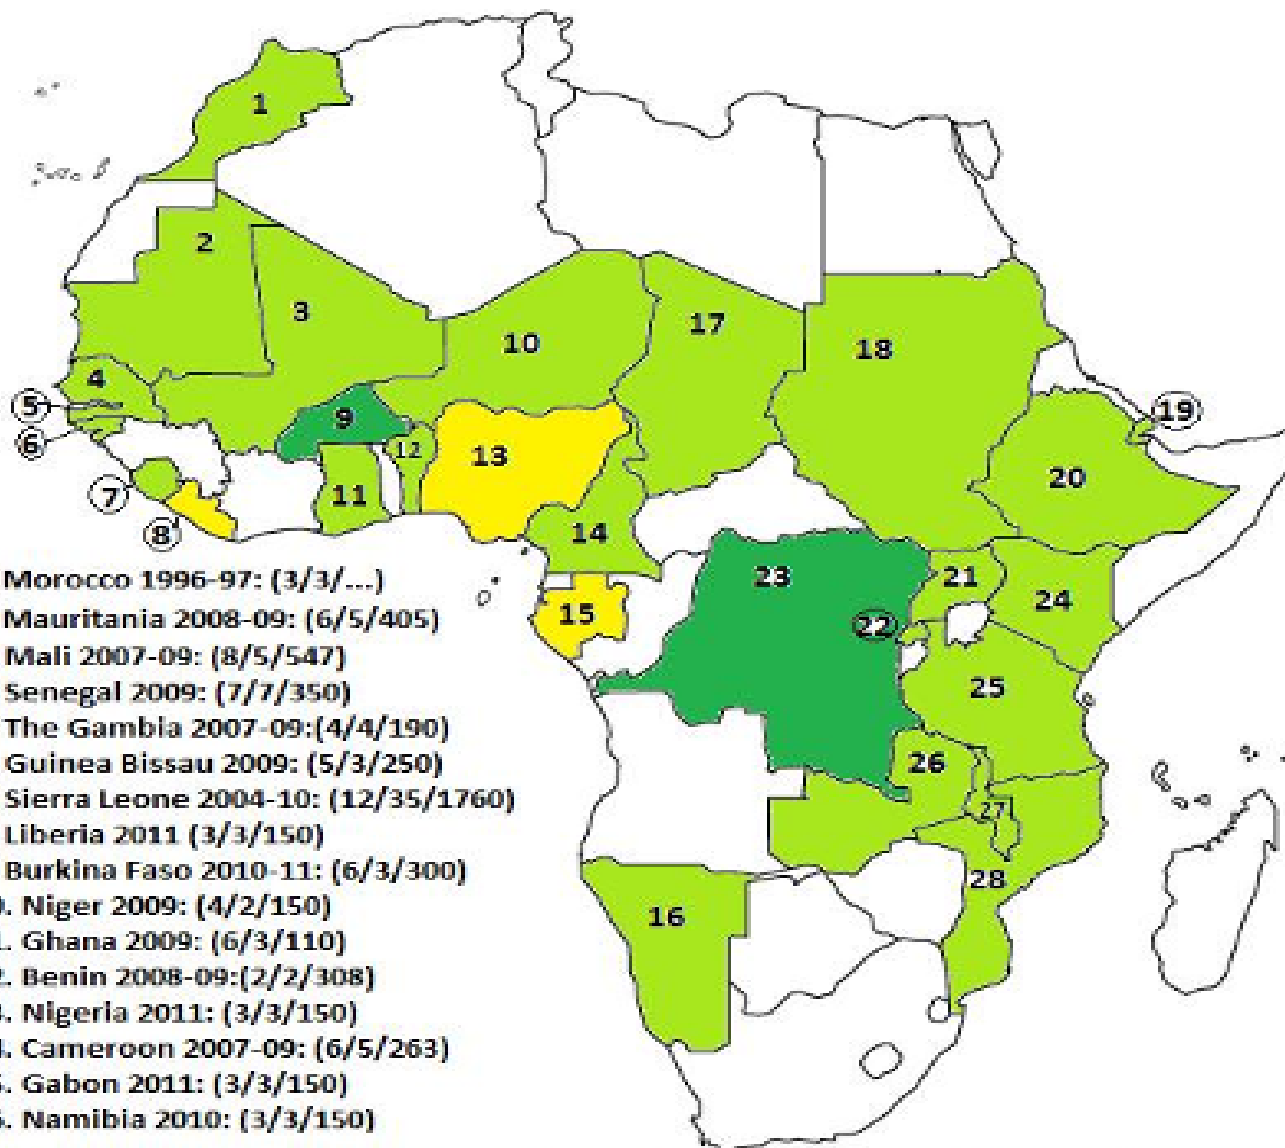 1
2
3
10
17
18
4
5
9
19
6
12
13
20
11
7
8
14
Morocco 1996-97: (3/3/...)
23
21
24
15
Mauritania 2008-09: (6/5/405)
22
Mali 2007-09: (8/5/547)
Senegal 2009: (7/7/350)
25
The Gambia 2007-09:(4/4/190)
Guinea Bissau 2009: (5/3/250)
26
Sierra Leone 2004-10: (12/35/1760)
27
Liberia 2011 (3/3/150)
Burkina Faso 2010-11: (6/3/300)
28
. Niger 2009: (4/2/150)
16
. Ghana 2009: (6/3/110)
. Benin 2008-09:(2/2/308)
. Nigeria 2011: (3/3/150)
. Cameroon 2007-09: (6/5/263)
. Gabon 2011: (3/3/150)
. Namibia 2010: (3/3/150)